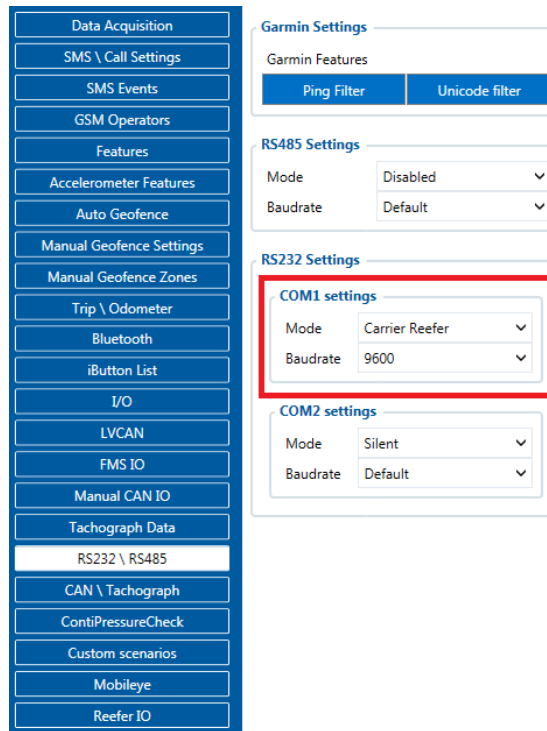 Data Acquisition
SMS \ Call Settings
SMS Events
GSM Operators
Features
Accelerometer Features
Auto Geofence
Manual Geofence Settings
Manual Geofence Zones
Trip \ Odometer
Bluetooth
iButton List
I/O
LVCAN
FMS IO
Manual CAN IO
Tachograph Data
RS232 \ RS485
CAN \ Tachograph
ContiPressureCheck
Custom scenarios
Mobileye
Reefer IO
Garmin Settings
Garmin Features
Ping Filter Unicode filter
RS485 Settings
Mode Disabled
Baudrate Default
RS232 Settings
COM1 settings
Mode Carrier Reefer
Baudrate 9600
COM2 settings
Mode Silent
Baudrate Default